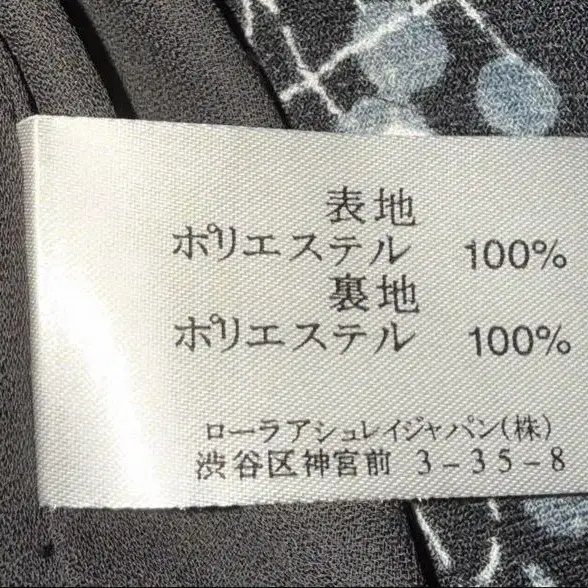 表地
ポリエステル 100%
裏地
ポリエステル 100%
ローラアシュレイジャパン(株)
渋谷区神宮前 3-35-8